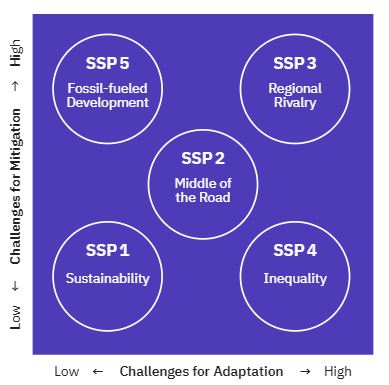 SSP 5
Fossil-fueled
Development
SSP 3
Regional
Rivalry
SSP 2
Middle of
the Road
SSP 1
Sustainability
SSP 4
Inequality
Low ← Challenges for Mitigation → High
Low ← Challenges for Adaptation → High